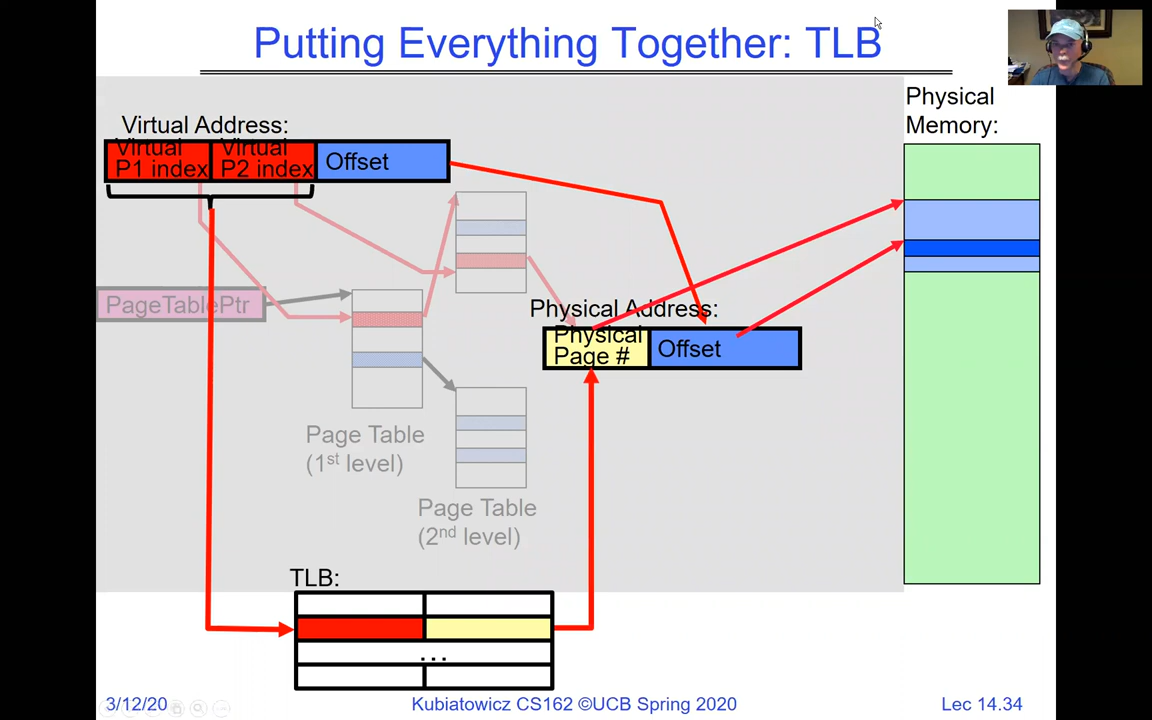 Putting Everything Together: TLB
Physical
Memory:
Virtual Address:
Virtual
P1 index
Virtual
P2 index
Offset
PageTablePtr
Physical Address:
Physical
Page #
Offset
Page Table
(1st level)
Page Table
(2nd level)
TLB:
...
3/12/20
Kubiatowicz CS162 ©UCB Spring 2020
Lec 14.34